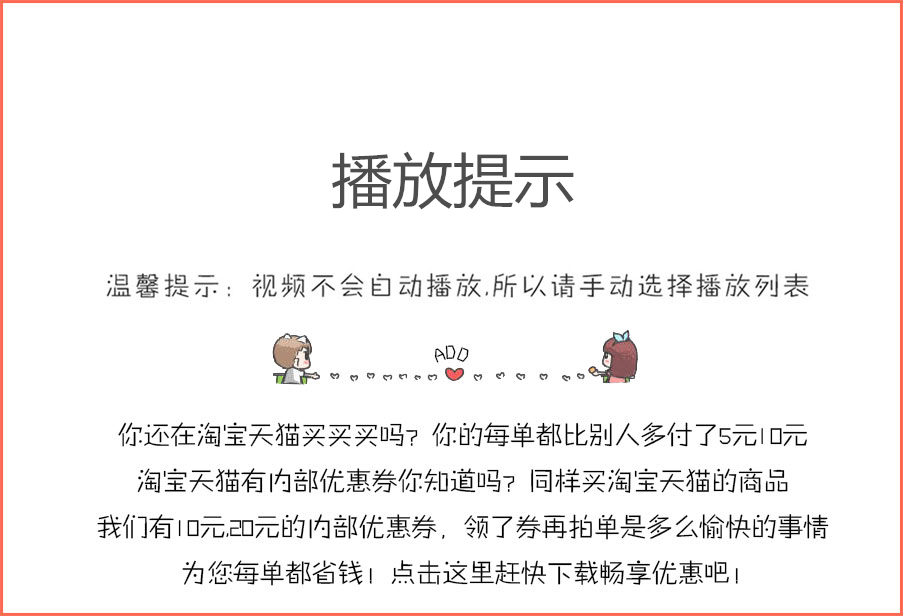 播放提示
温馨提示：视频不会自动播放,所以请手动选择播放列表
ADD
你还在淘宝天猫买买买吗？你的每单都比别人多付了5元10元
淘宝天猫有内部优惠券你知道吗？同样买淘宝天猫的商品
我们有10元,20元的内部优惠券，领了券再拍单是多么愉快的事情
为您每单都省钱！点击这里赶快下载畅享优惠吧！